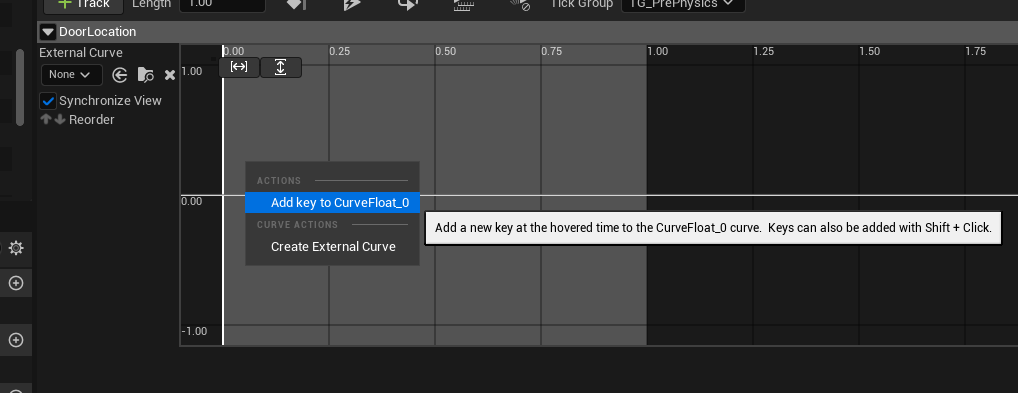 + Track Length 1.00 Tick Group TG_PrePhysics
DoorLocation
External Curve
None
Synchronize View
Reorder
0.00 0.25 0.50 0.75 1.00 1.25 1.50 1.75
1.00
0.00
-1.00
ACTIONS
Add key to CurveFloat_0
CURVE ACTIONS
Create External Curve
Add a new key at the hovered time to the CurveFloat_0 curve. Keys can also be added with Shift + Click.